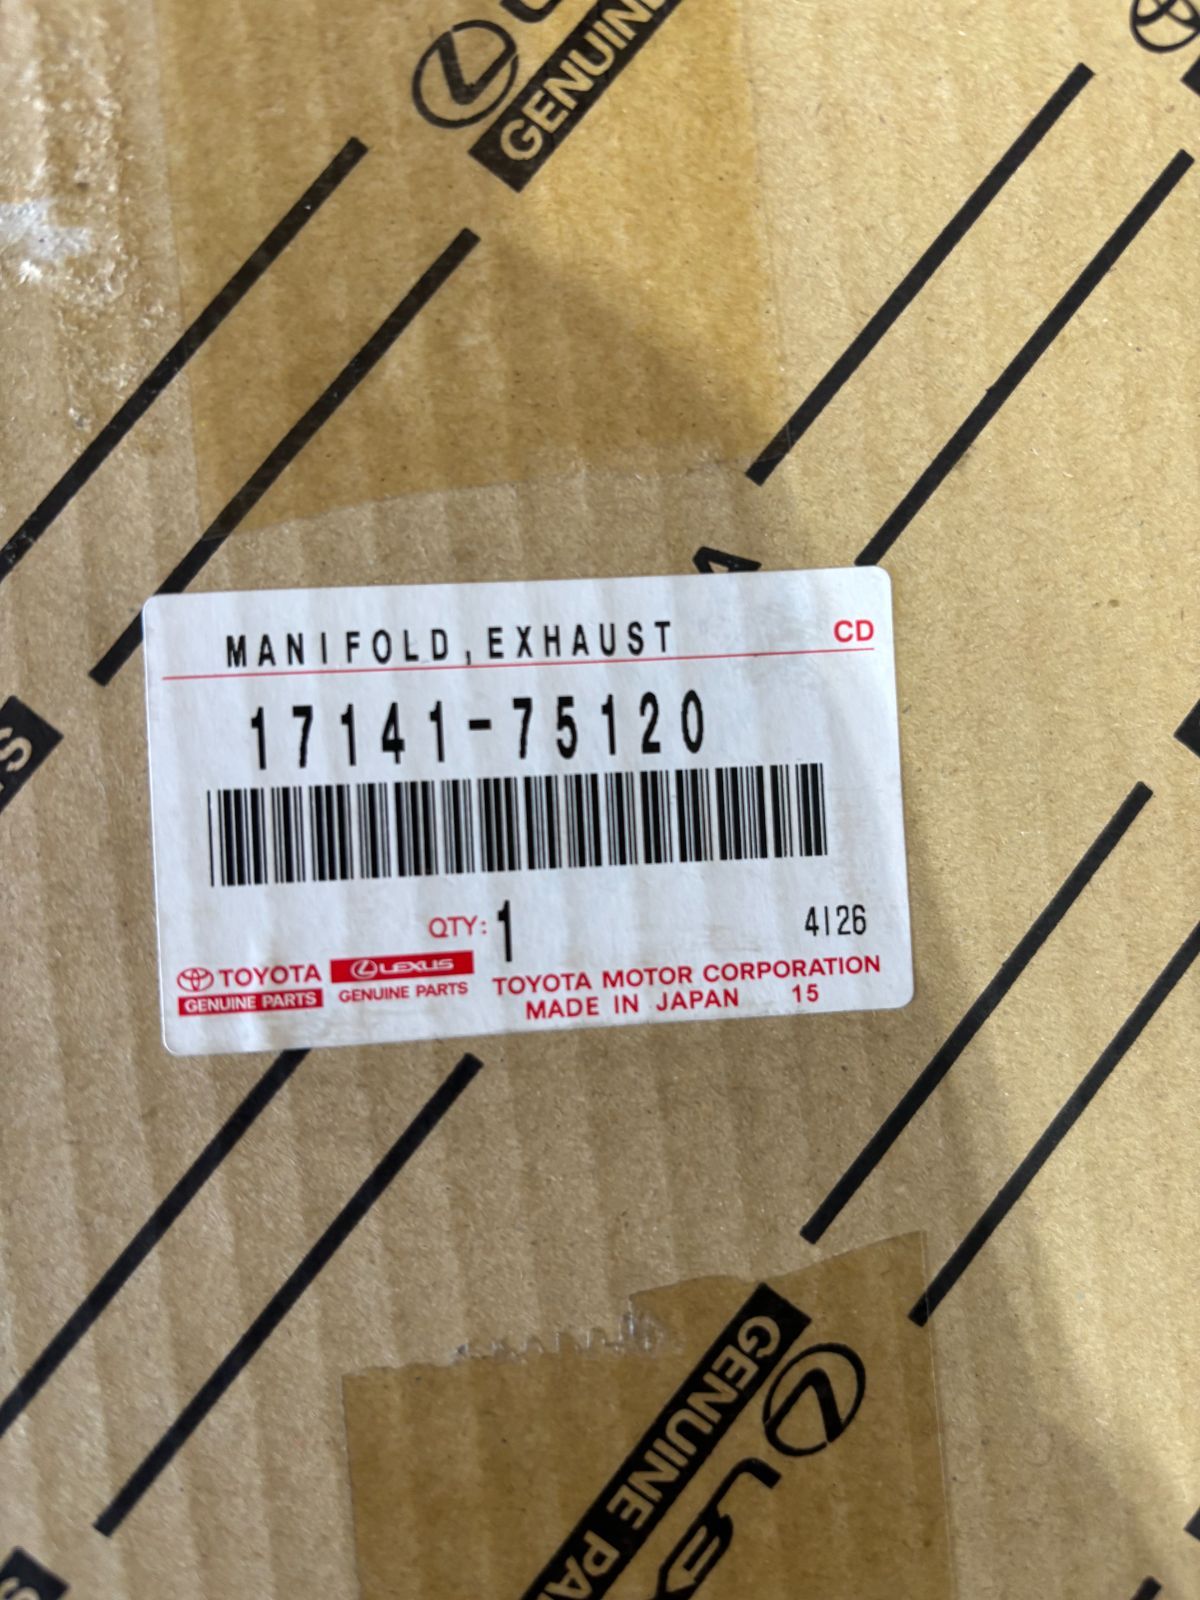 GENUINE
MANIFOLD,EXHAUST CD
17141-75120
QTY: 1 4126
TOYOTA LEXUS TOYOTA MOTOR CORPORATION
GENUINE PARTS GENUINE PARTS MADE IN JAPAN 15
GENUINE PA